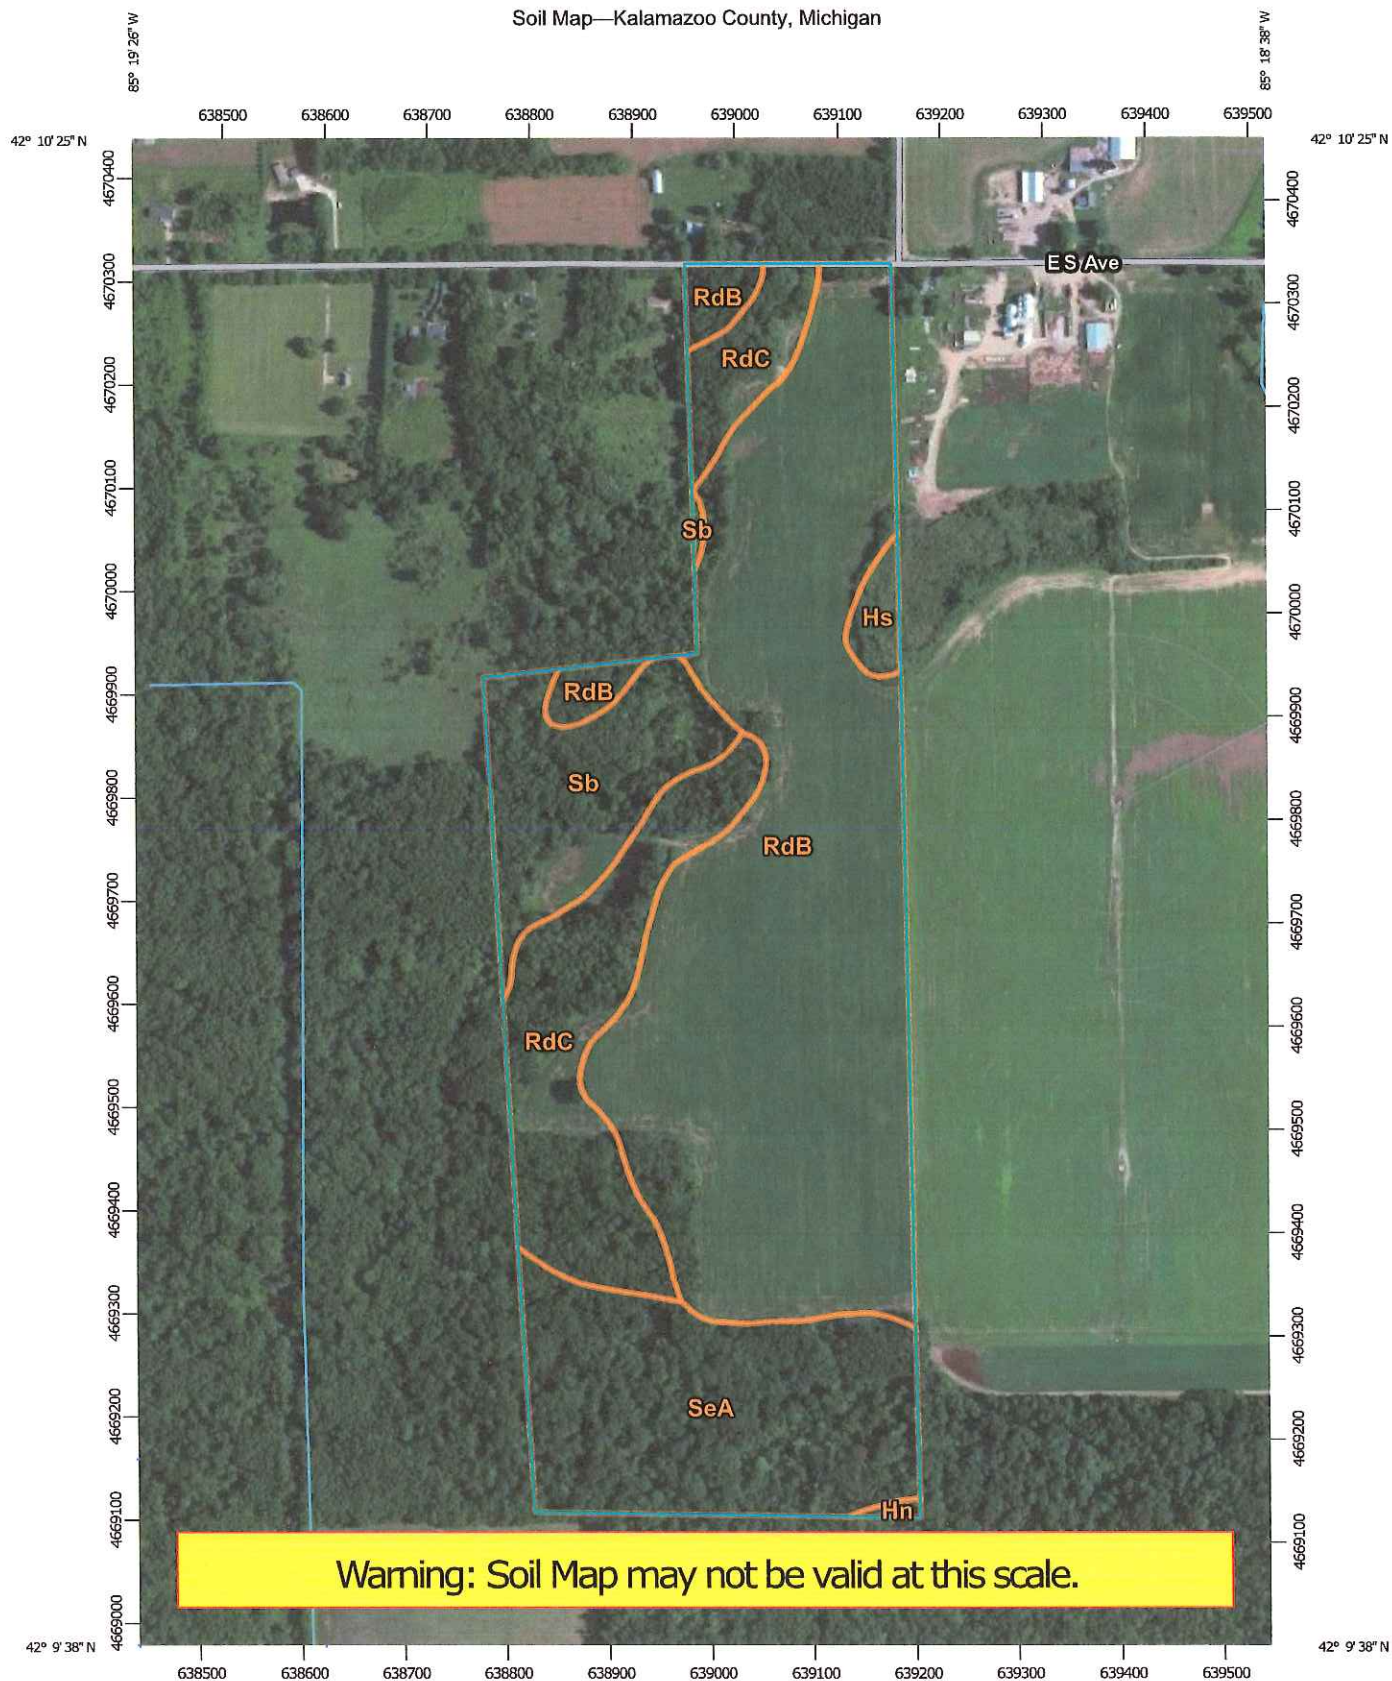 Soil Map—Kalamazoo County, Michigan
85° 19' 26" W
85° 18' 38" W
638500 638600 638700 638800 638900 639000 639100 639200 639300 639400 639500
42° 10' 25" N
42° 10' 25" N
4670400
4670400
E S Ave
4670300
RdB
4670300
RdC
4670200
4670200
4670100
4670100
Sb
4670000
Hs
4670000
4669900
RdB
4669900
Sb
4669800
4669800
RdB
4669700
4669700
4669600
4669600
RdC
4669500
4669500
4669400
4669400
4669300
4669300
SeA
4669200
4669200
Hn
4669100
4669100
Warning: Soil Map may not be valid at this scale.
4669000
42° 9' 38" N
42° 9' 38" N
638500 638600 638700 638800 638900 639000 639100 639200 639300 639400 639500